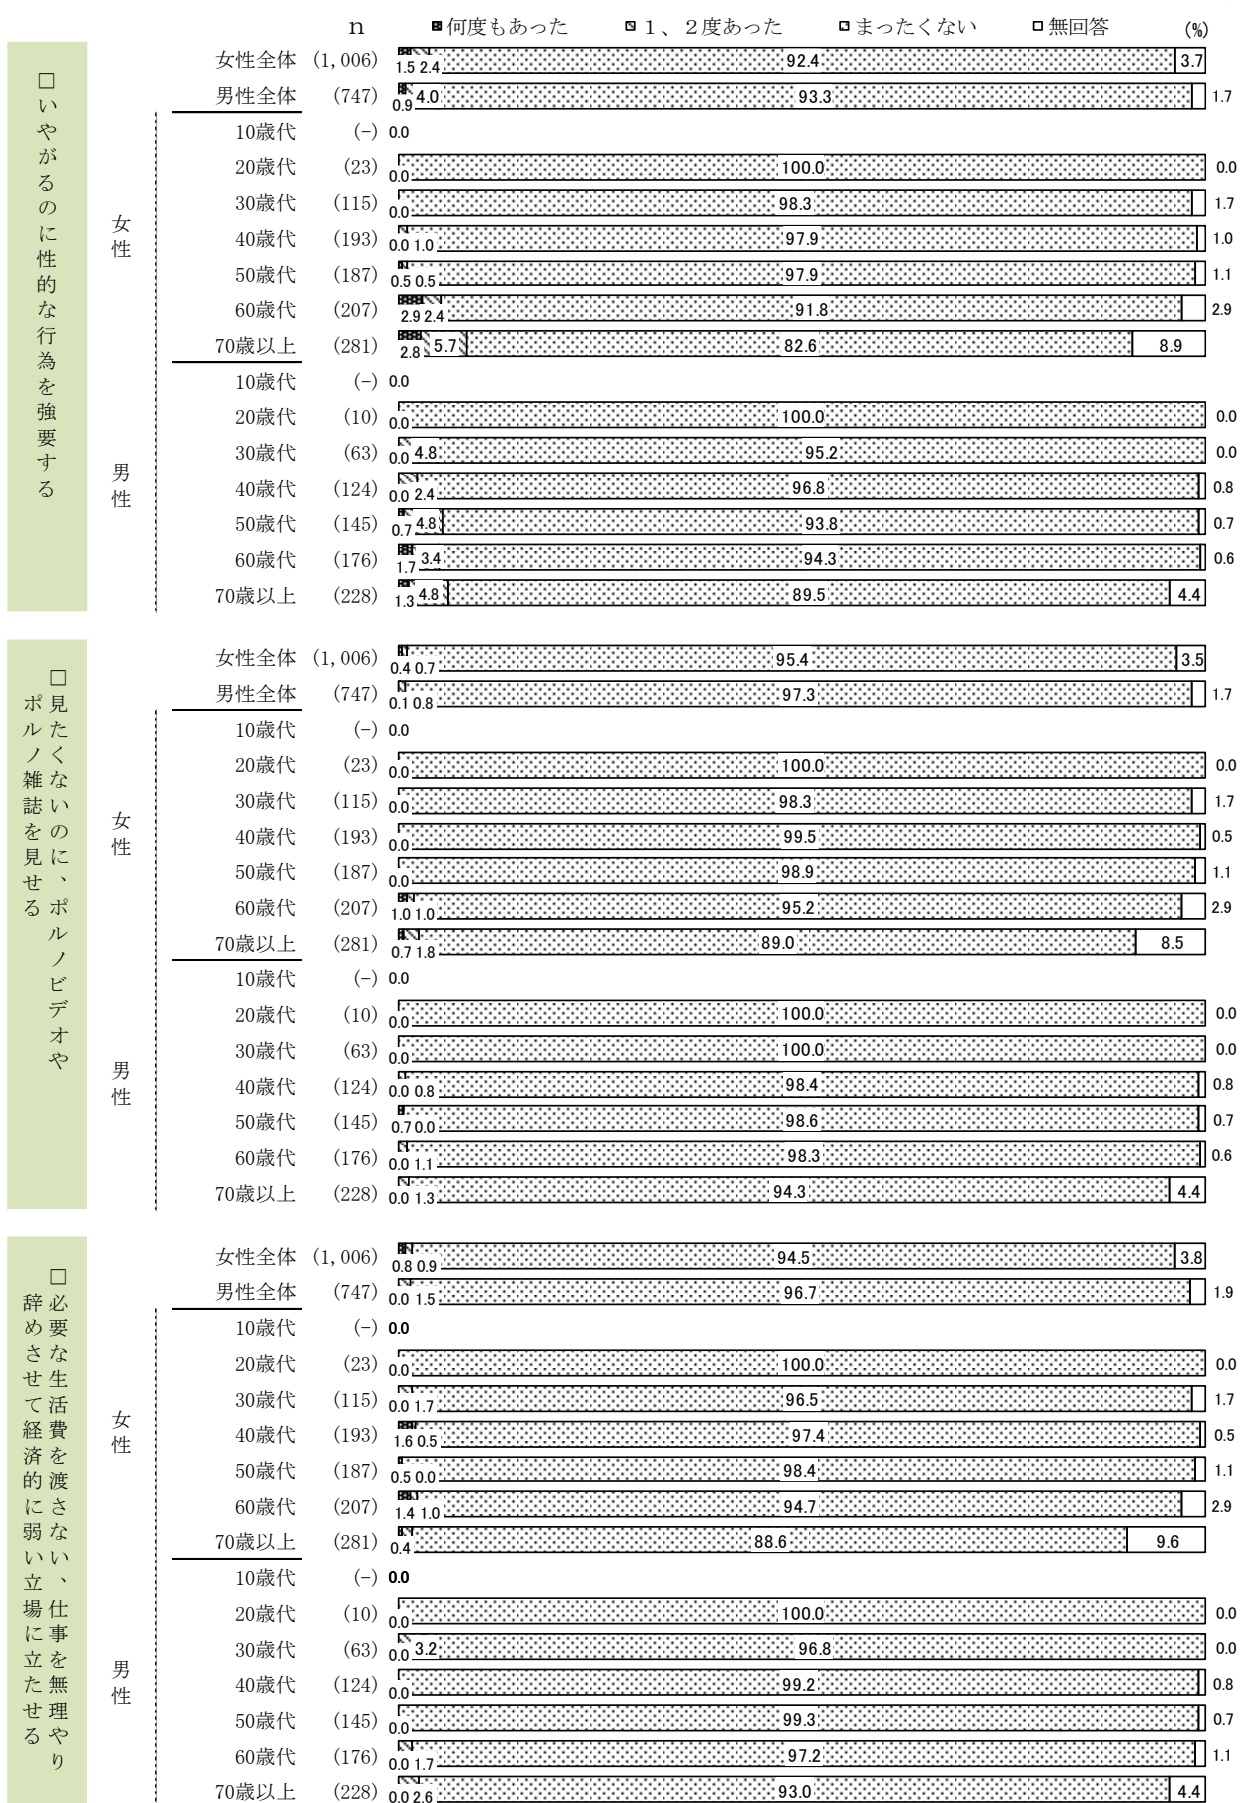 n ■何度もあった １、２度あった まったくない □無回答 (%)
□いやがるのに性的な行為を強要する
女性全体 (1,006) 1.5 2.4 92.4 3.7
男性全体 (747) 0.9 4.0 93.3 1.7
女性
10歳代 (-) 0.0
20歳代 (23) 0.0 100.0 0.0
30歳代 (115) 0.0 98.3 1.7
40歳代 (193) 0.0 1.0 97.9 1.0
50歳代 (187) 0.5 0.5 97.9 1.1
60歳代 (207) 2.9 2.4 91.8 2.9
70歳以上 (281) 2.8 5.7 82.6 8.9
男性
10歳代 (-) 0.0
20歳代 (10) 0.0 100.0 0.0
30歳代 (63) 0.0 4.8 95.2 0.0
40歳代 (124) 0.0 2.4 96.8 0.8
50歳代 (145) 0.7 4.8 93.8 0.7
60歳代 (176) 1.7 3.4 94.3 0.6
70歳以上 (228) 1.3 4.8 89.5 4.4
□見たくないのに、ポルノビデオや
ポルノ雑誌を見せる
女性全体 (1,006) 0.4 0.7 95.4 3.5
男性全体 (747) 0.1 0.8 97.3 1.7
女性
10歳代 (-) 0.0
20歳代 (23) 0.0 100.0 0.0
30歳代 (115) 0.0 98.3 1.7
40歳代 (193) 0.0 99.5 0.5
50歳代 (187) 0.0 98.9 1.1
60歳代 (207) 1.0 1.0 95.2 2.9
70歳以上 (281) 0.7 1.8 89.0 8.5
男性
10歳代 (-) 0.0
20歳代 (10) 0.0 100.0 0.0
30歳代 (63) 0.0 100.0 0.0
40歳代 (124) 0.0 0.8 98.4 0.8
50歳代 (145) 0.7 0.0 98.6 0.7
60歳代 (176) 0.0 1.1 98.3 0.6
70歳以上 (228) 0.0 1.3 94.3 4.4
□必要な生活費を渡さない、仕事を無理やり
辞めさせて経済的に弱い立場に立たせる
女性全体 (1,006) 0.8 0.9 94.5 3.8
男性全体 (747) 0.0 1.5 96.7 1.9
女性
10歳代 (-) 0.0
20歳代 (23) 0.0 100.0 0.0
30歳代 (115) 0.0 1.7 96.5 1.7
40歳代 (193) 1.6 0.5 97.4 0.5
50歳代 (187) 0.5 0.0 98.4 1.1
60歳代 (207) 1.4 1.0 94.7 2.9
70歳以上 (281) 0.4 88.6 9.6
男性
10歳代 (-) 0.0
20歳代 (10) 0.0 100.0 0.0
30歳代 (63) 0.0 3.2 96.8 0.0
40歳代 (124) 0.0 99.2 0.8
50歳代 (145) 0.0 99.3 0.7
60歳代 (176) 0.0 1.7 97.2 1.1
70歳以上 (228) 0.0 2.6 93.0 4.4